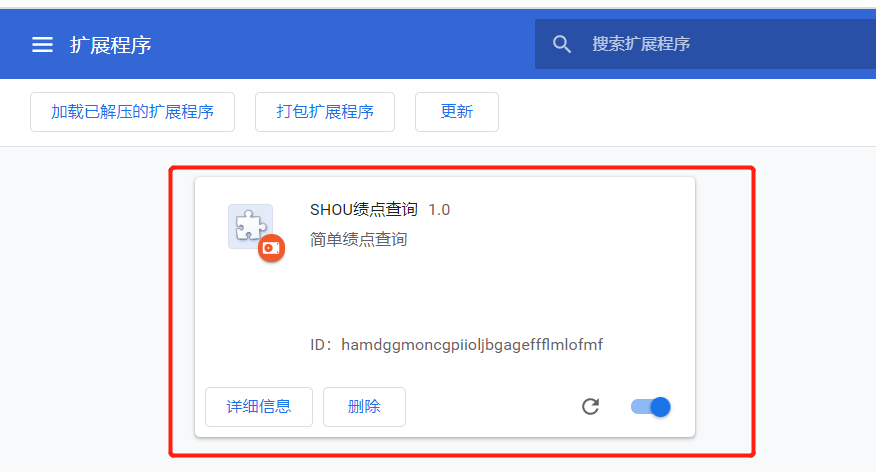 扩展程序
搜索扩展程序
加载已解压的扩展程序
打包扩展程序
更新
SHOU绩点查询 1.0
简单绩点查询
ID：hamdggmoncgpiioljbgageffflmlofmf
详细信息
删除